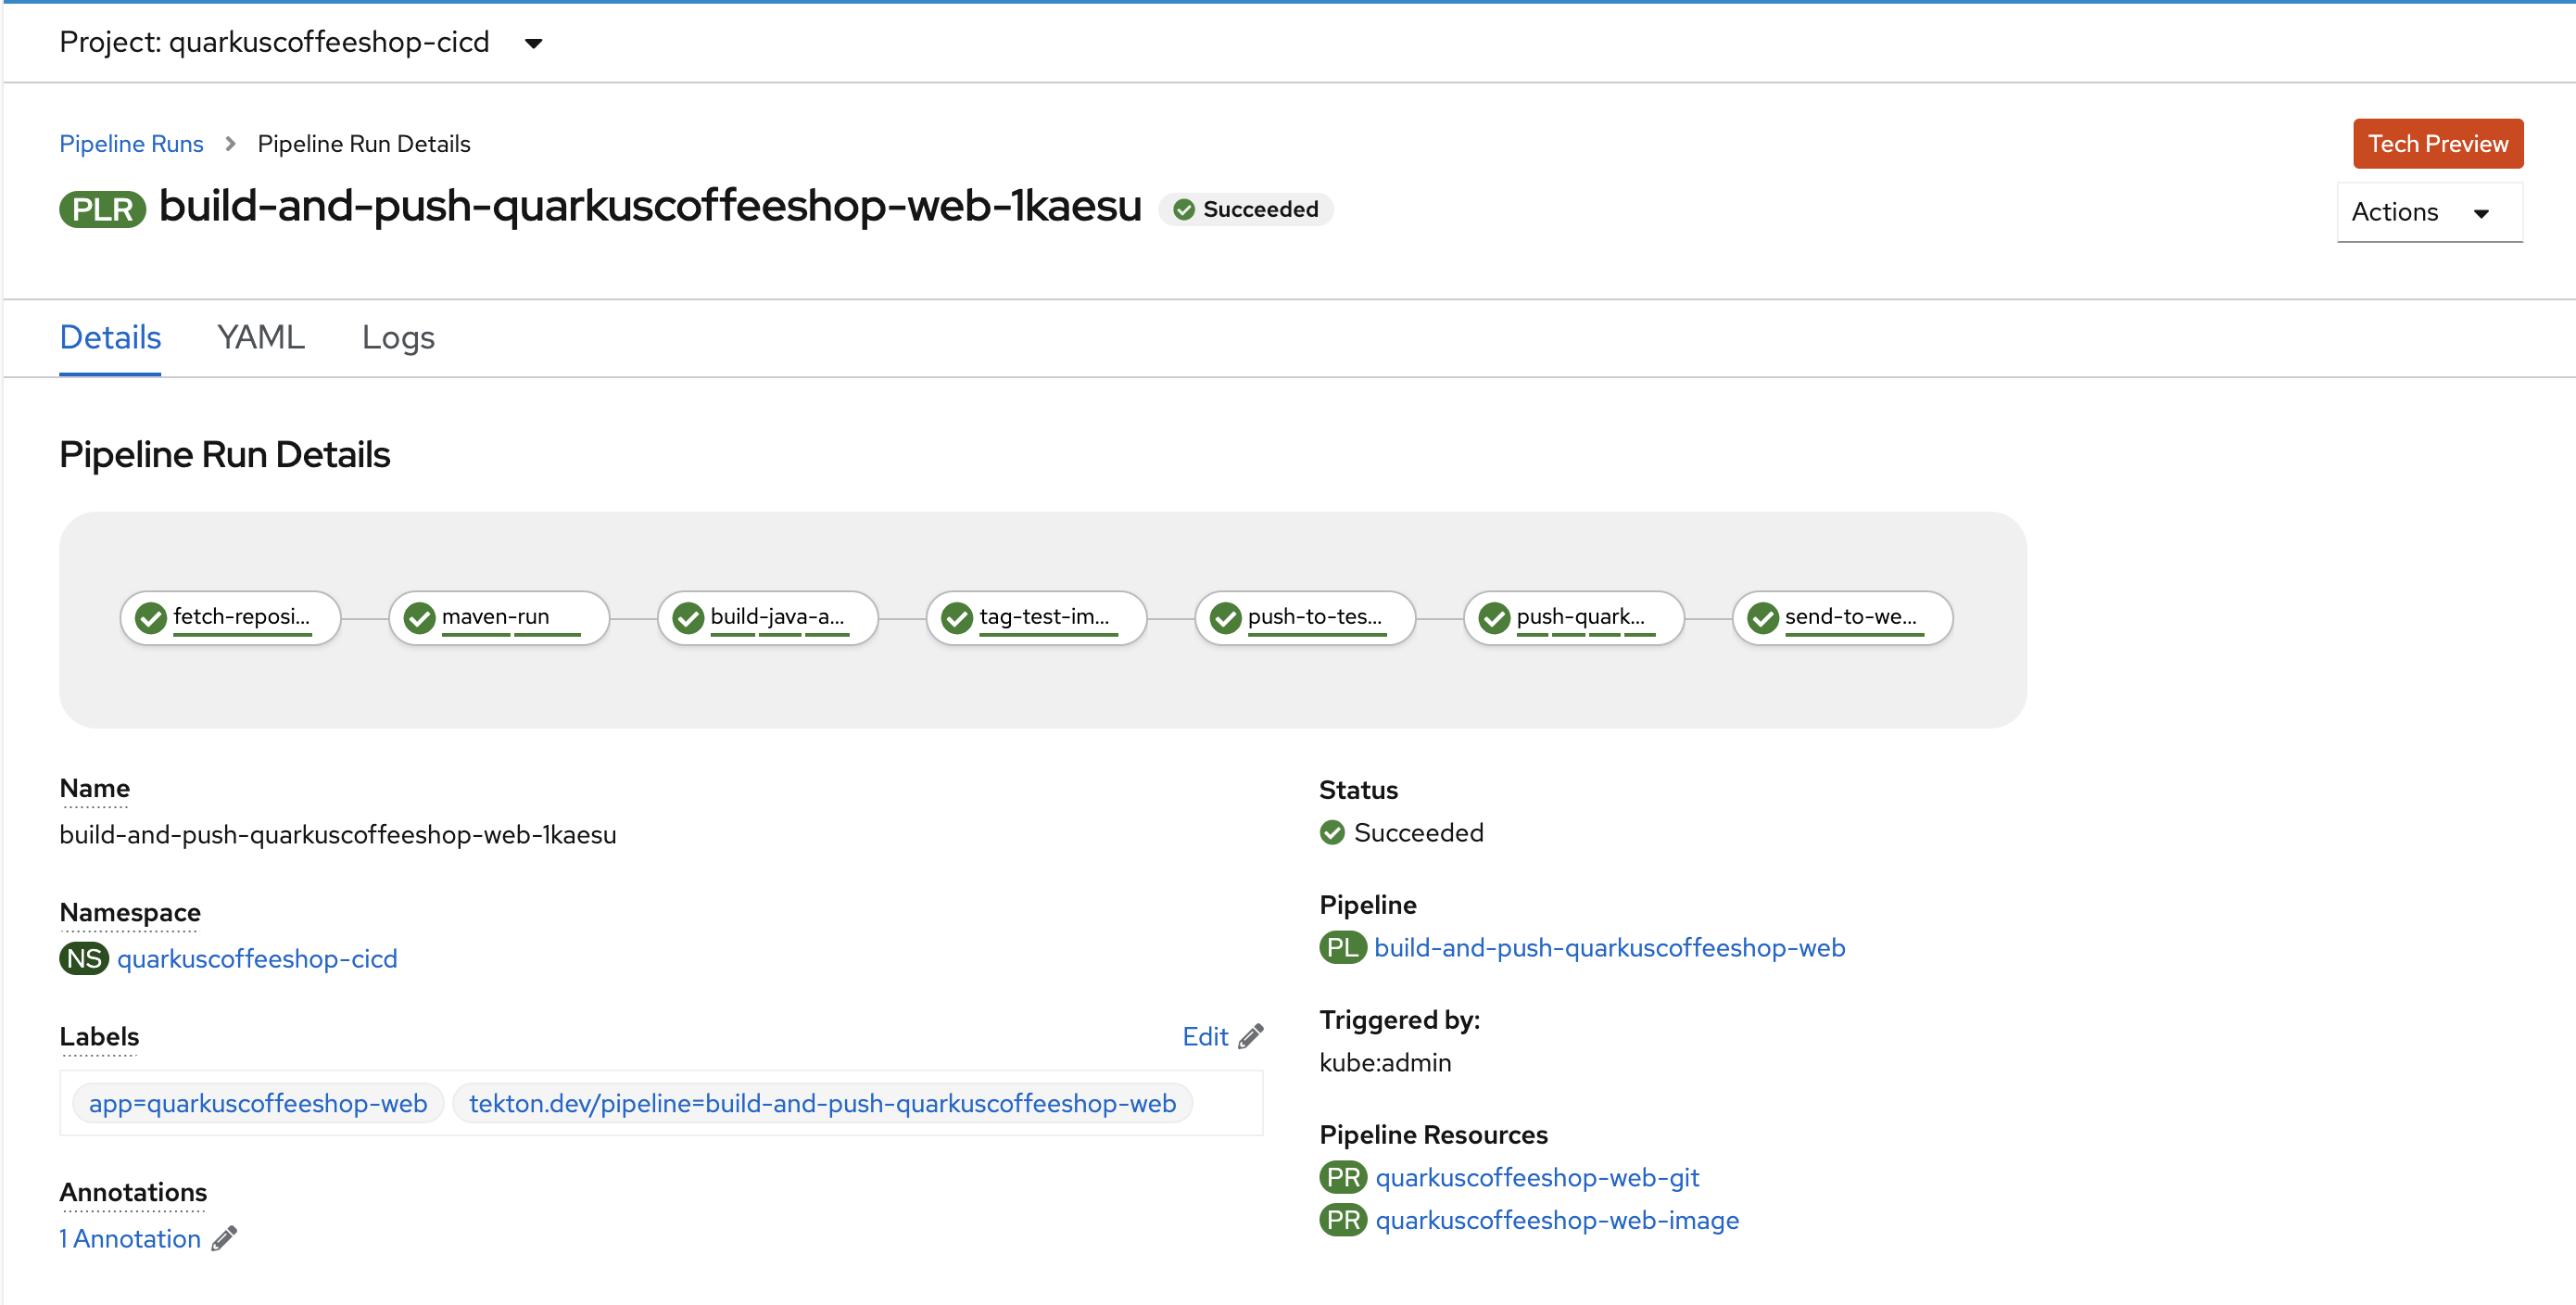 Project: quarkuscoffeeshop-cicd
Pipeline Runs > Pipeline Run Details
Tech Preview
PLR build-and-push-quarkuscoffeeshop-web-1kaesu Succeeded
Actions
Details YAML Logs
Pipeline Run Details
fetch-reposi... maven-run build-java-a... tag-test-im... push-to-tes... push-quark... send-to-we...
Name
build-and-push-quarkuscoffeeshop-web-1kaesu
Namespace
NS quarkuscoffeeshop-cicd
Labels
Edit
app=quarkuscoffeeshop-web tekton.dev/pipeline=build-and-push-quarkuscoffeeshop-web
Annotations
1 Annotation
Status
Succeeded
Pipeline
PL build-and-push-quarkuscoffeeshop-web
Triggered by:
kube:admin
Pipeline Resources
PR quarkuscoffeeshop-web-git
PR quarkuscoffeeshop-web-image